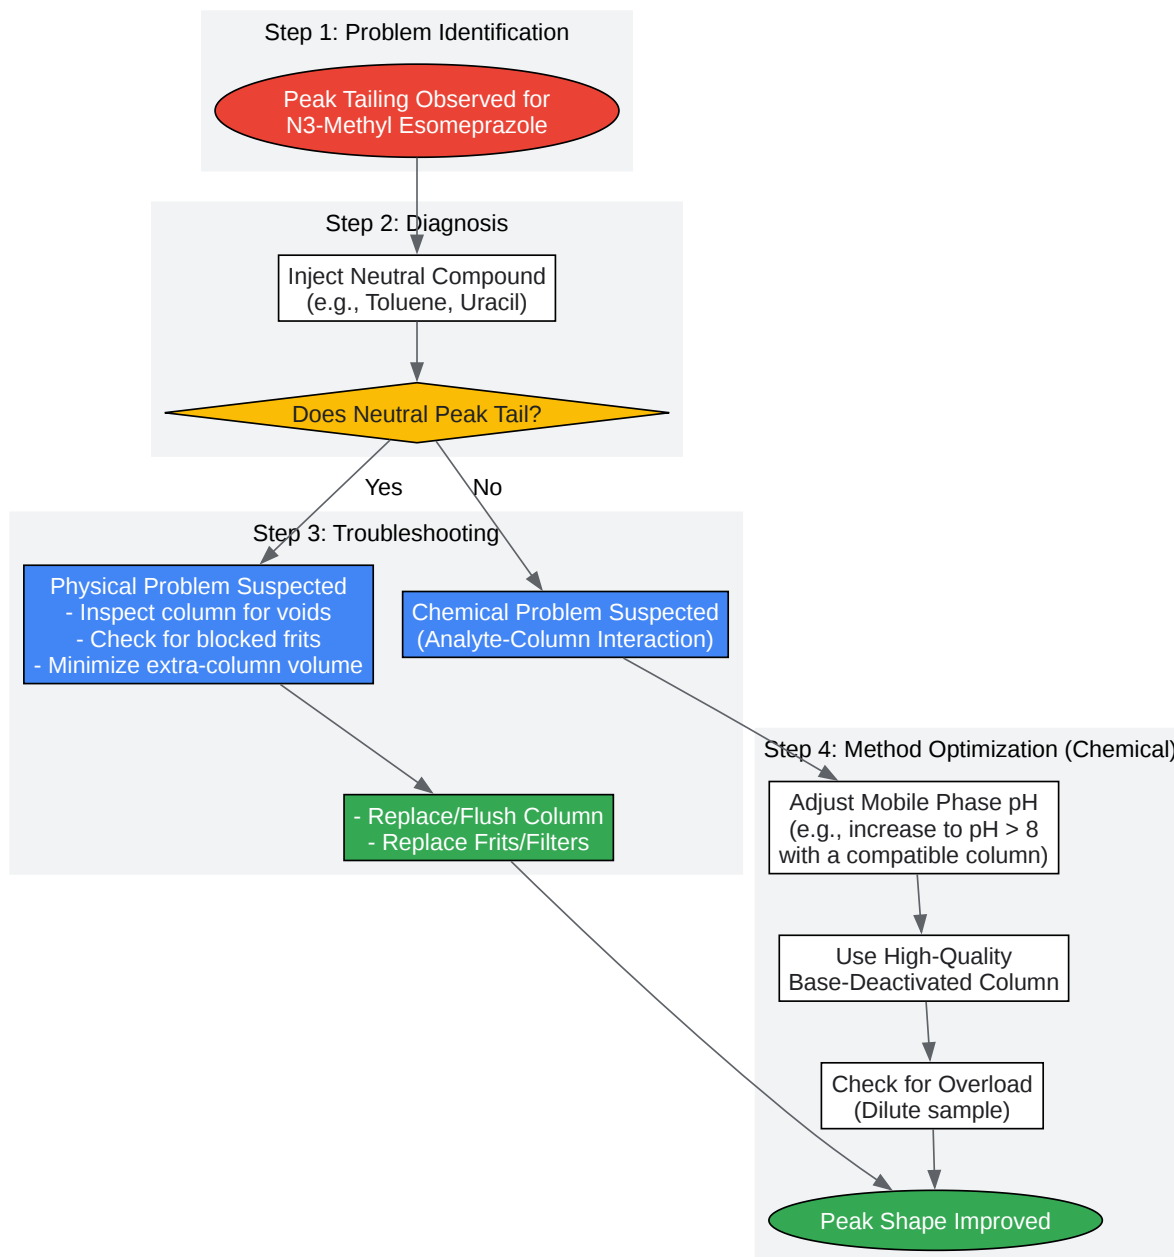 Step 1: Problem Identification
Peak Tailing Observed for
N3-Methyl Esomeprazole
Step 2: Diagnosis
Inject Neutral Compound
(e.g., Toluene, Uracil)
Does Neutral Peak Tail?
Yes
No
Step 3: Troubleshooting
Physical Problem Suspected
- Inspect column for voids
- Check for blocked frits
- Minimize extra-column volume
Chemical Problem Suspected
(Analyte-Column Interaction)
- Replace/Flush Column
- Replace Frits/Filters
Step 4: Method Optimization (Chemical)
Adjust Mobile Phase pH
(e.g., increase to pH > 8
with a compatible column)
Use High-Quality
Base-Deactivated Column
Check for Overload
(Dilute sample)
Peak Shape Improved